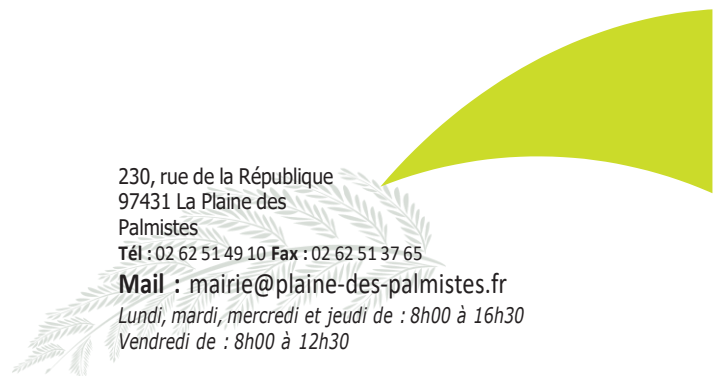 230, rue de la République
97431 La Plaine des
Palmistes
Tél : 02 62 51 49 10 Fax : 02 62 51 37 65
Mail : mairie@plaine-des-palmistes.fr
Lundi, mardi, mercredi et jeudi de : 8h00 à 16h30
Vendredi de : 8h00 à 12h30